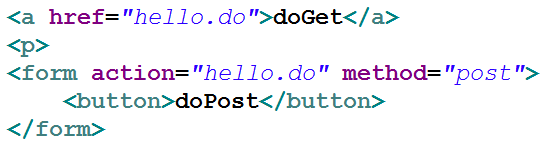 <a href="hello.do">doGet</a>
<p>
<form action="hello.do" method="post">
    <button>doPost</button>
</form>